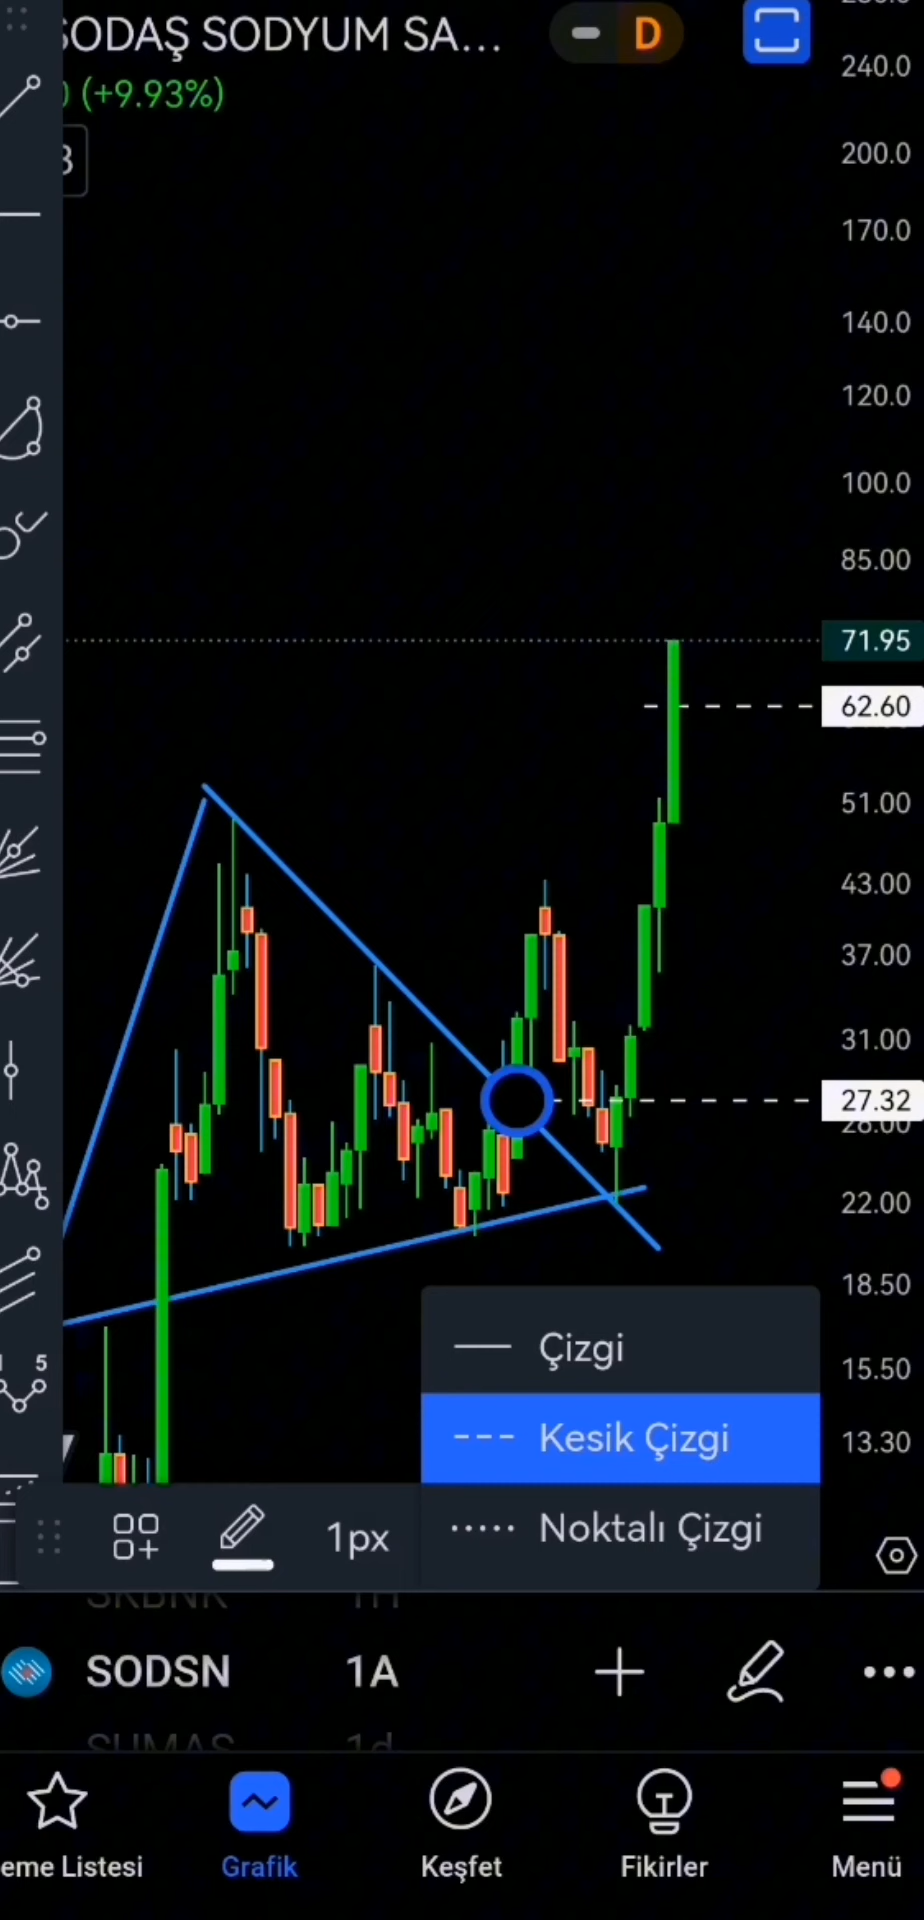 SODAŞ SODYUM SA...
D
(+9.93%)
240.0
200.0
170.0
140.0
120.0
100.0
85.00
71.95
62.60
51.00
43.00
37.00
31.00
27.32
22.00
18.50
15.50
13.30
5
Çizgi
Kesik Çizgi
Noktalı Çizgi
1px
SODSN 1A
eme Listesi
Grafik
Keşfet
Fikirler
Menü